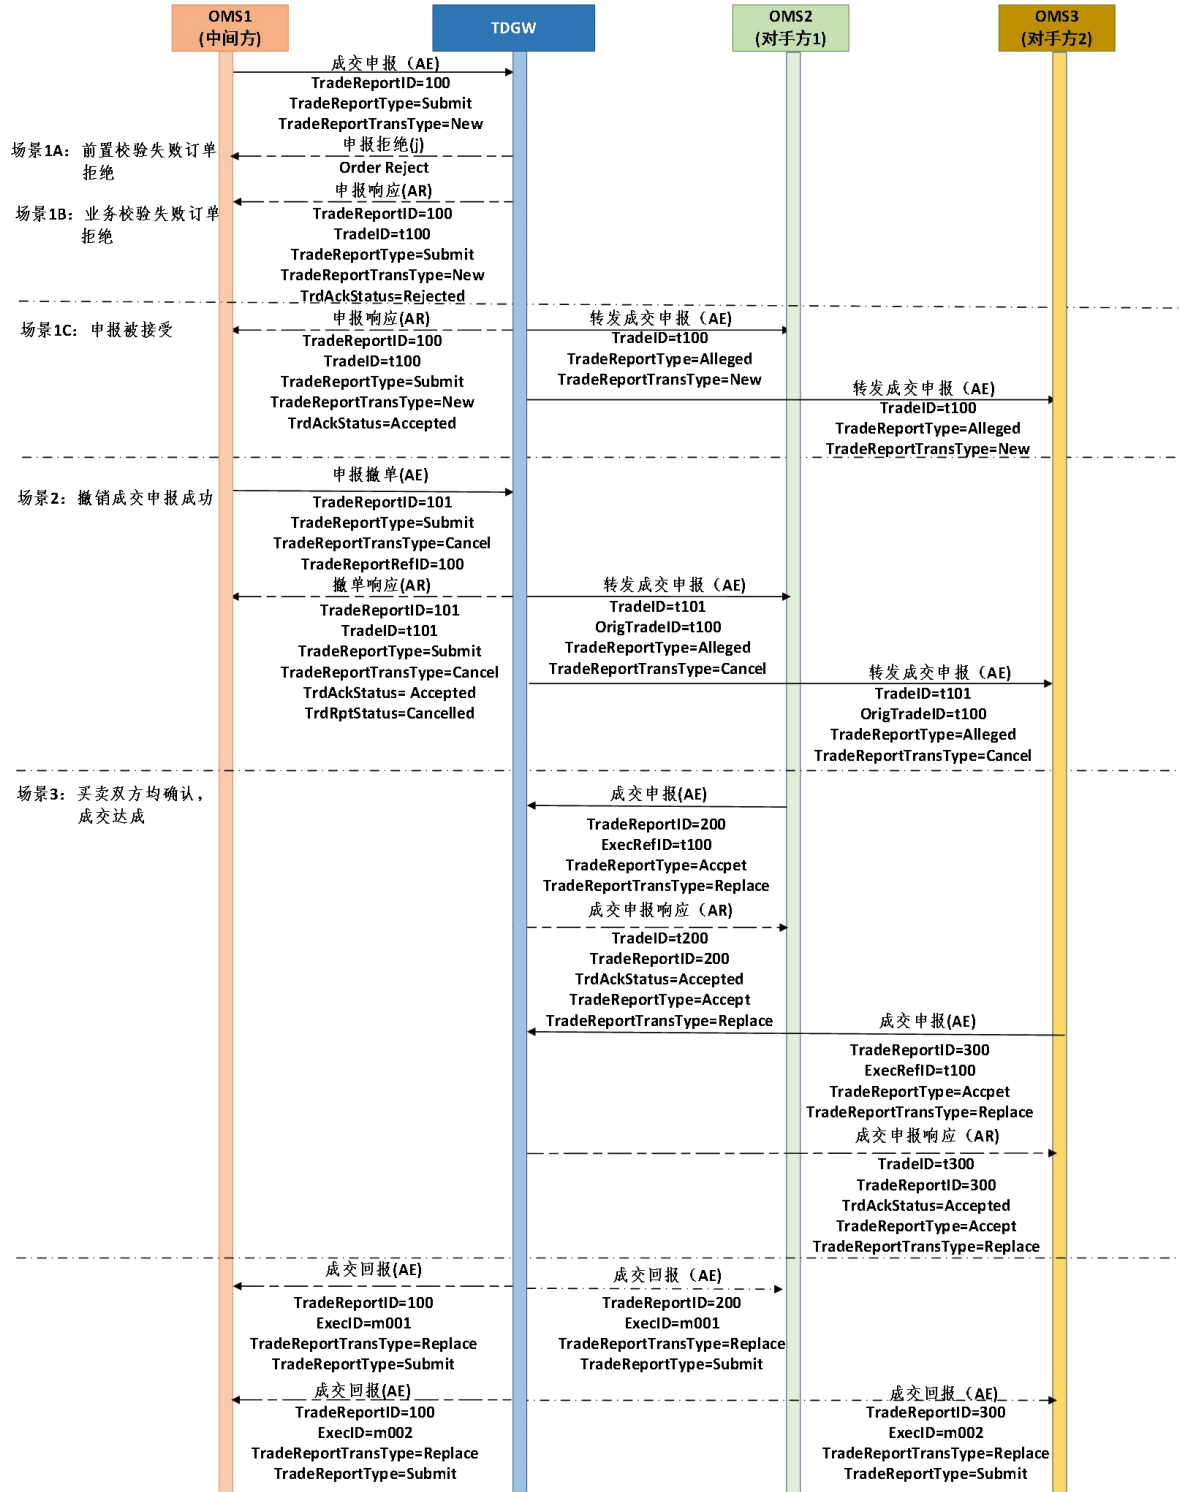 OMS1
(中间方)
TDGW
OMS2
(对手方1)
OMS3
(对手方2)
成交申报（AE)
TradeReportID=100
TradeReportType=Submit
TradeReportTransType=New
场景1A：前置校验失败订单
拒绝
申报拒绝(j)
Order Reject
场景1B：业务校验失败订单
拒绝
申报响应(AR)
TradeReportID=100
TradeID=t100
TradeReportType=Submit
TradeReportTransType=New
TrdAckStatus=Rejected
场景1C：申报被接受
申报响应(AR)
TradeReportID=100
TradeID=t100
TradeReportType=Submit
TradeReportTransType=New
TrdAckStatus=Accepted
转发成交申报（AE)
TradeID=t100
TradeReportType=Alleged
TradeReportTransType=New
转发成交申报（AE)
TradeID=t100
TradeReportType=Alleged
TradeReportTransType=New
场景2：撤销成交申报成功
申报撤单(AE)
TradeReportID=101
TradeReportType=Submit
TradeReportTransType=Cancel
TradeReportRefID=100
撤单响应(AR)
TradeReportID=101
TradeID=t101
TradeReportType=Submit
TradeReportTransType=Cancel
TrdAckStatus= Accepted
TrdRptStatus=Cancelled
转发成交申报（AE)
TradeID=t101
OrigTradeID=t100
TradeReportType=Alleged
TradeReportTransType=Cancel
转发成交申报（AE)
TradeID=t101
OrigTradeID=t100
TradeReportType=Alleged
TradeReportTransType=Cancel
场景3：买卖双方均确认，
成交达成
成交申报(AE)
TradeReportID=200
ExecRefID=t100
TradeReportType=Accpet
TradeReportTransType=Replace
成交申报响应（AR)
TradeID=t200
TradeReportID=200
TrdAckStatus=Accepted
TradeReportType=Accept
TradeReportTransType=Replace
成交申报(AE)
TradeReportID=300
ExecRefID=t100
TradeReportType=Accpet
TradeReportTransType=Replace
成交申报响应（AR)
TradeID=t300
TradeReportID=300
TrdAckStatus=Accepted
TradeReportType=Accept
TradeReportTransType=Replace
成交回报(AE)
TradeReportID=100
ExecID=m001
TradeReportTransType=Replace
TradeReportType=Submit
成交回报（AE)
TradeReportID=200
ExecID=m001
TradeReportTransType=Replace
TradeReportType=Submit
成交回报(AE)
TradeReportID=100
ExecID=m002
TradeReportTransType=Replace
TradeReportType=Submit
成交回报（AE)
TradeReportID=300
ExecID=m002
TradeReportTransType=Replace
TradeReportType=Submit